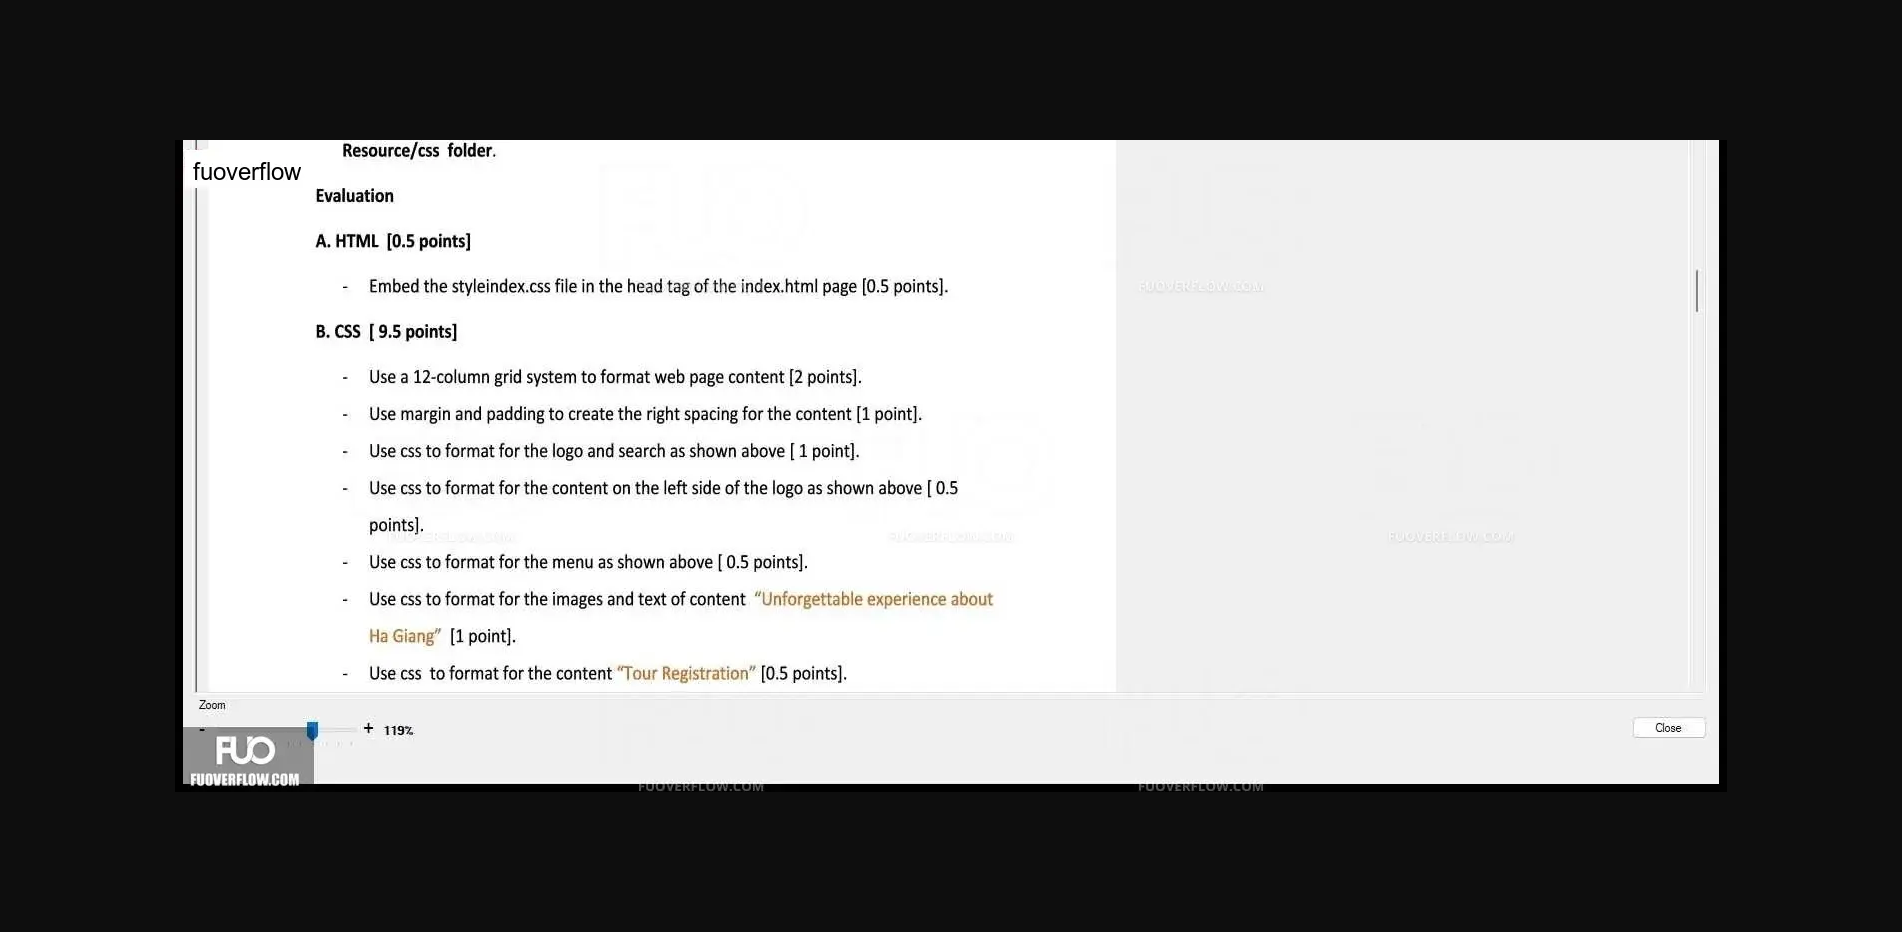 Resource/css folder.
fuoverflow
Evaluation
A. HTML [0.5 points]
- Embed the styleindex.css file in the head tag of the index.html page [0.5 points].
FUOVERFLOW.COM
B. CSS [ 9.5 points]
- Use a 12-column grid system to format web page content [2 points].
- Use margin and padding to create the right spacing for the content [1 point].
- Use css to format for the logo and search as shown above [ 1 point].
- Use css to format for the content on the left side of the logo as shown above [ 0.5
points].
FUOVERFLOW.COM FUOVERFLOW.COM FUOVERFLOW.COM
- Use css to format for the menu as shown above [ 0.5 points].
- Use css to format for the images and text of content “Unforgettable experience about
Ha Giang” [1 point].
- Use css to format for the content “Tour Registration” [0.5 points].
Zoom
- + 119%
Close
FUO
FUOVERFLOW.COM
FUOVERFLOW.COM FUOVERFLOW.COM